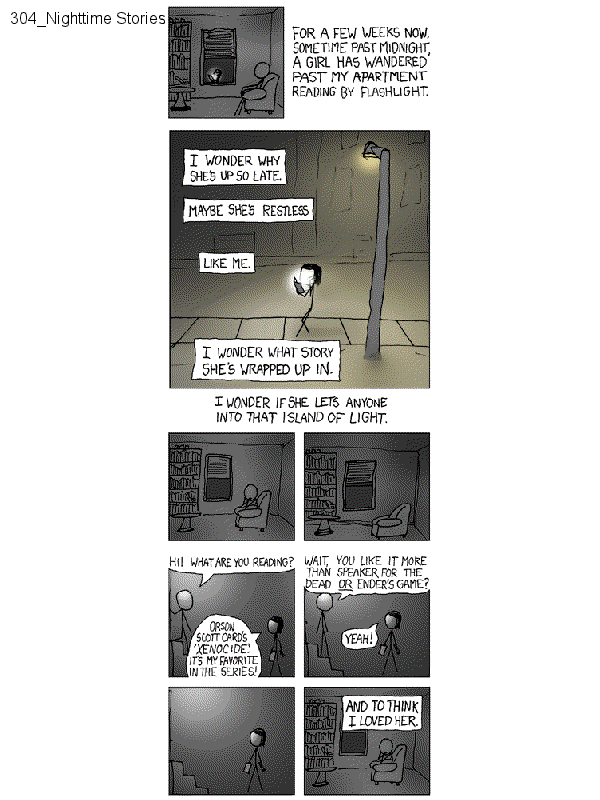 304_Nighttime Stories
FOR A FEW WEEKS NOW,
SOMETIME PAST MIDNIGHT,
A GIRL HAS WANDERED
PAST MY APARTMENT
READING BY FLASHLIGHT.
I WONDER WHY
SHE'S UP SO LATE.
MAYBE SHE'S RESTLESS
LIKE ME.
I WONDER WHAT STORY
SHE'S WRAPPED UP IN.
I WONDER IF SHE LETS ANYONE
INTO THAT ISLAND OF LIGHT.
HI! WHAT ARE YOU READING?
ORSON
SCOTT CARD'S
'XENOCIDE'.
IT'S MY FAVORITE
IN THE SERIES!
WAIT, YOU LIKE IT MORE
THAN SPEAKER FOR THE
DEAD OR ENDER'S GAME?
YEAH!
AND TO THINK
I LOVED HER.